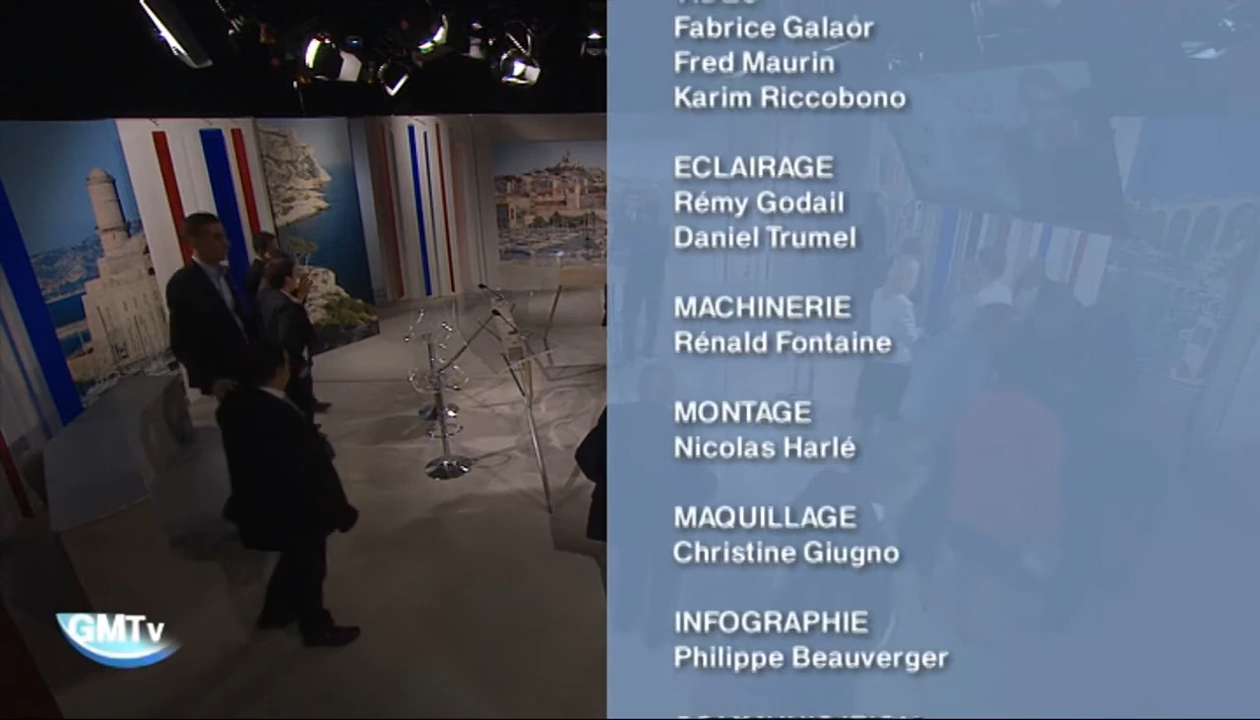 Fabrice Galaor
Fred Maurin
Karim Riccobono
ECLAIRAGE
Rémy Godail
Daniel Trumel
MACHINERIE
Rénald Fontaine
MONTAGE
Nicolas Harlé
MAQUILLAGE
Christine Giugno
INFOGRAPHIE
Philippe Beauverger
GMTv